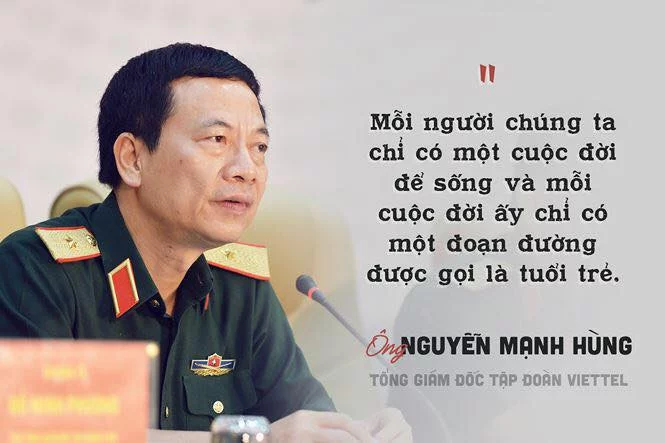 "
Mỗi người chúng ta
chỉ có một cuộc đời
để sống và mỗi
cuộc đời ấy chỉ có
một đoạn đường
được gọi là tuổi trẻ.
Ông NGUYỄN MẠNH HÙNG
TỔNG GIÁM ĐỐC TẬP ĐOÀN VIETTEL